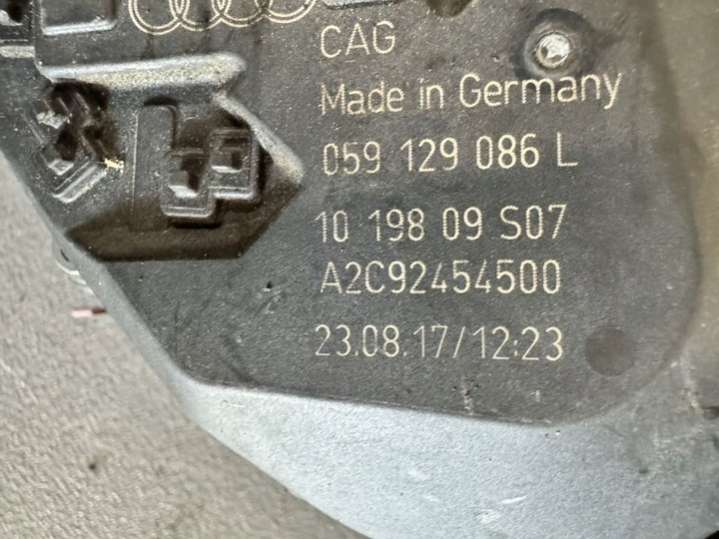 CAG
Made in Germany
059 129 086 L
10 198 09 S07
A2C92454500
23.08.17/12:23